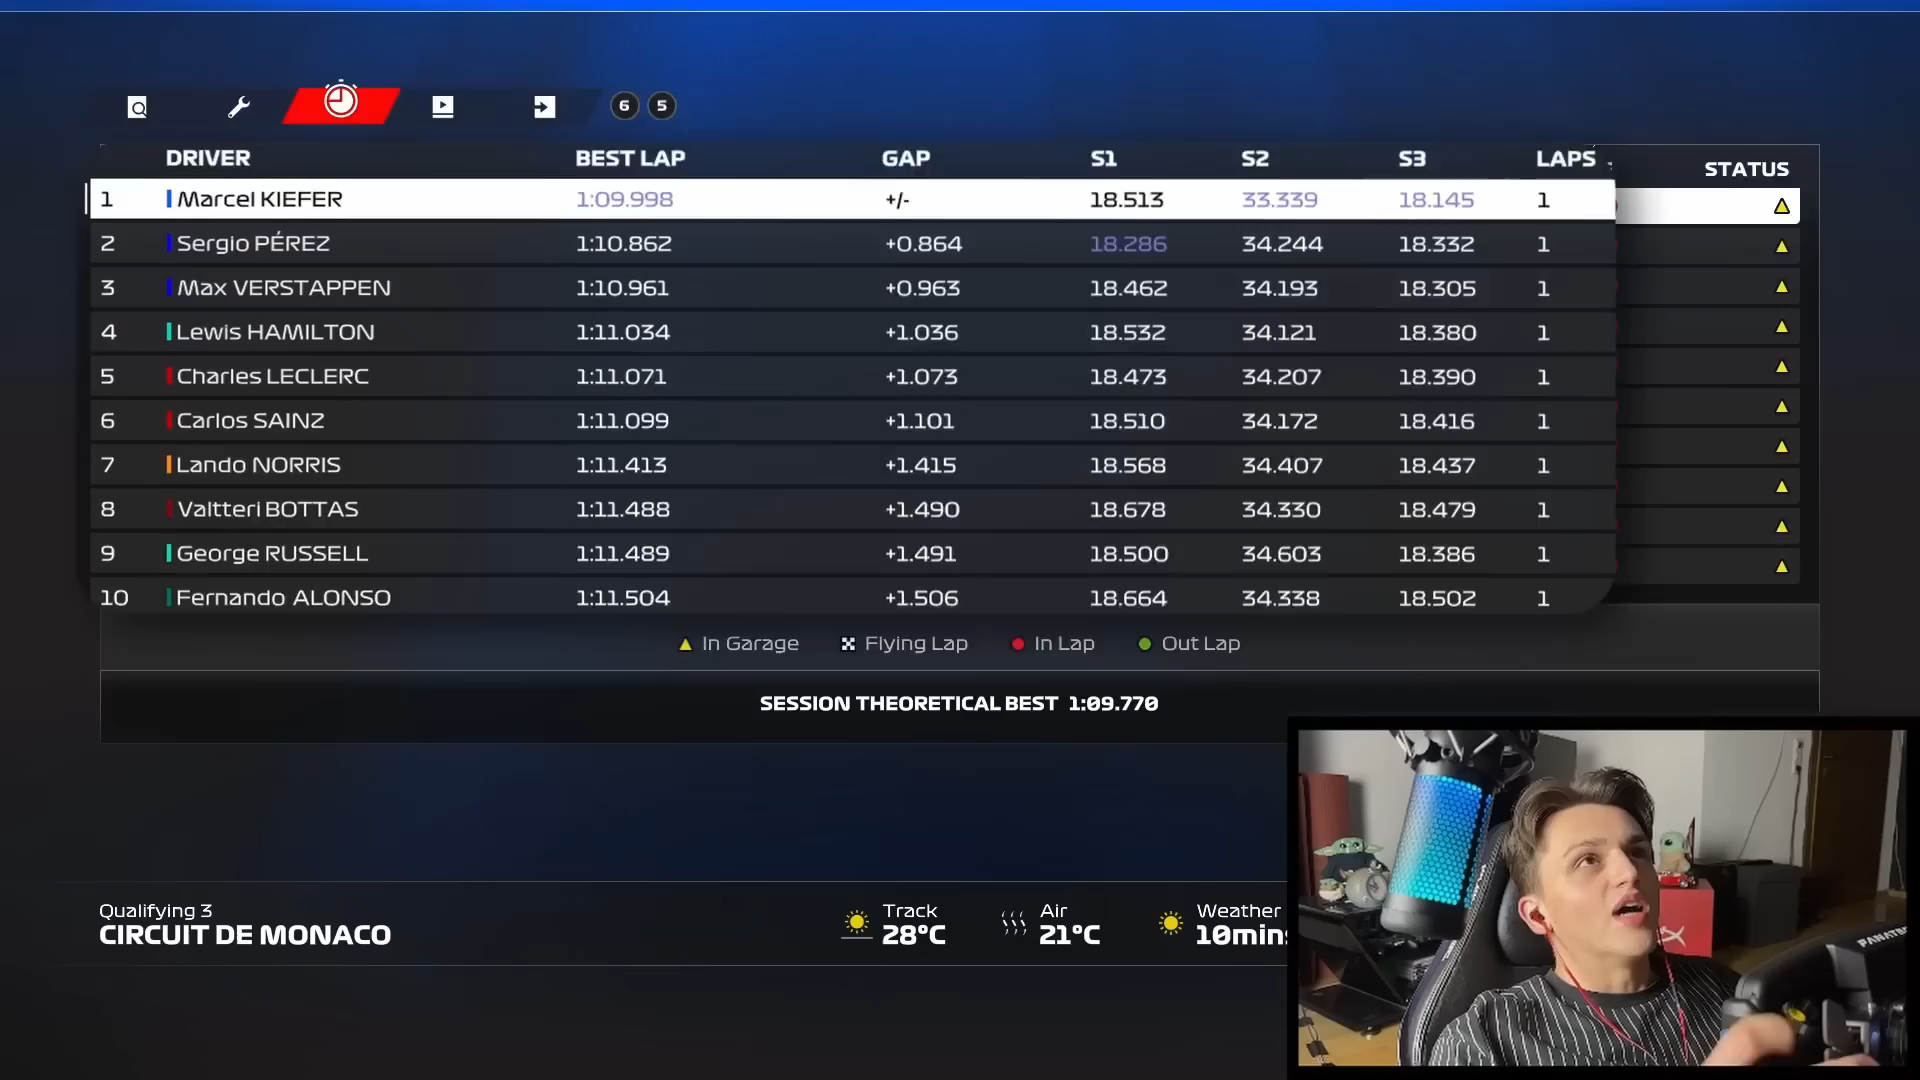 6 5
DRIVER BEST LAP GAP S1 S2 S3 LAPS STATUS
1 Marcel KIEFER 1:09.998 +/- 18.513 33.339 18.145 1
2 Sergio PÉREZ 1:10.862 +0.864 18.286 34.244 18.332 1
3 Max VERSTAPPEN 1:10.961 +0.963 18.462 34.193 18.305 1
4 Lewis HAMILTON 1:11.034 +1.036 18.532 34.121 18.380 1
5 Charles LECLERC 1:11.071 +1.073 18.473 34.207 18.390 1
6 Carlos SAINZ 1:11.099 +1.101 18.510 34.172 18.416 1
7 Lando NORRIS 1:11.413 +1.415 18.568 34.407 18.437 1
8 Valtteri BOTTAS 1:11.488 +1.490 18.678 34.330 18.479 1
9 George RUSSELL 1:11.489 +1.491 18.500 34.603 18.386 1
10 Fernando ALONSO 1:11.504 +1.506 18.664 34.338 18.502 1
In Garage Flying Lap In Lap Out Lap
SESSION THEORETICAL BEST 1:09.770
Qualifying 3 Track Air Weather
CIRCUIT DE MONACO 28°C 21°C 10mins